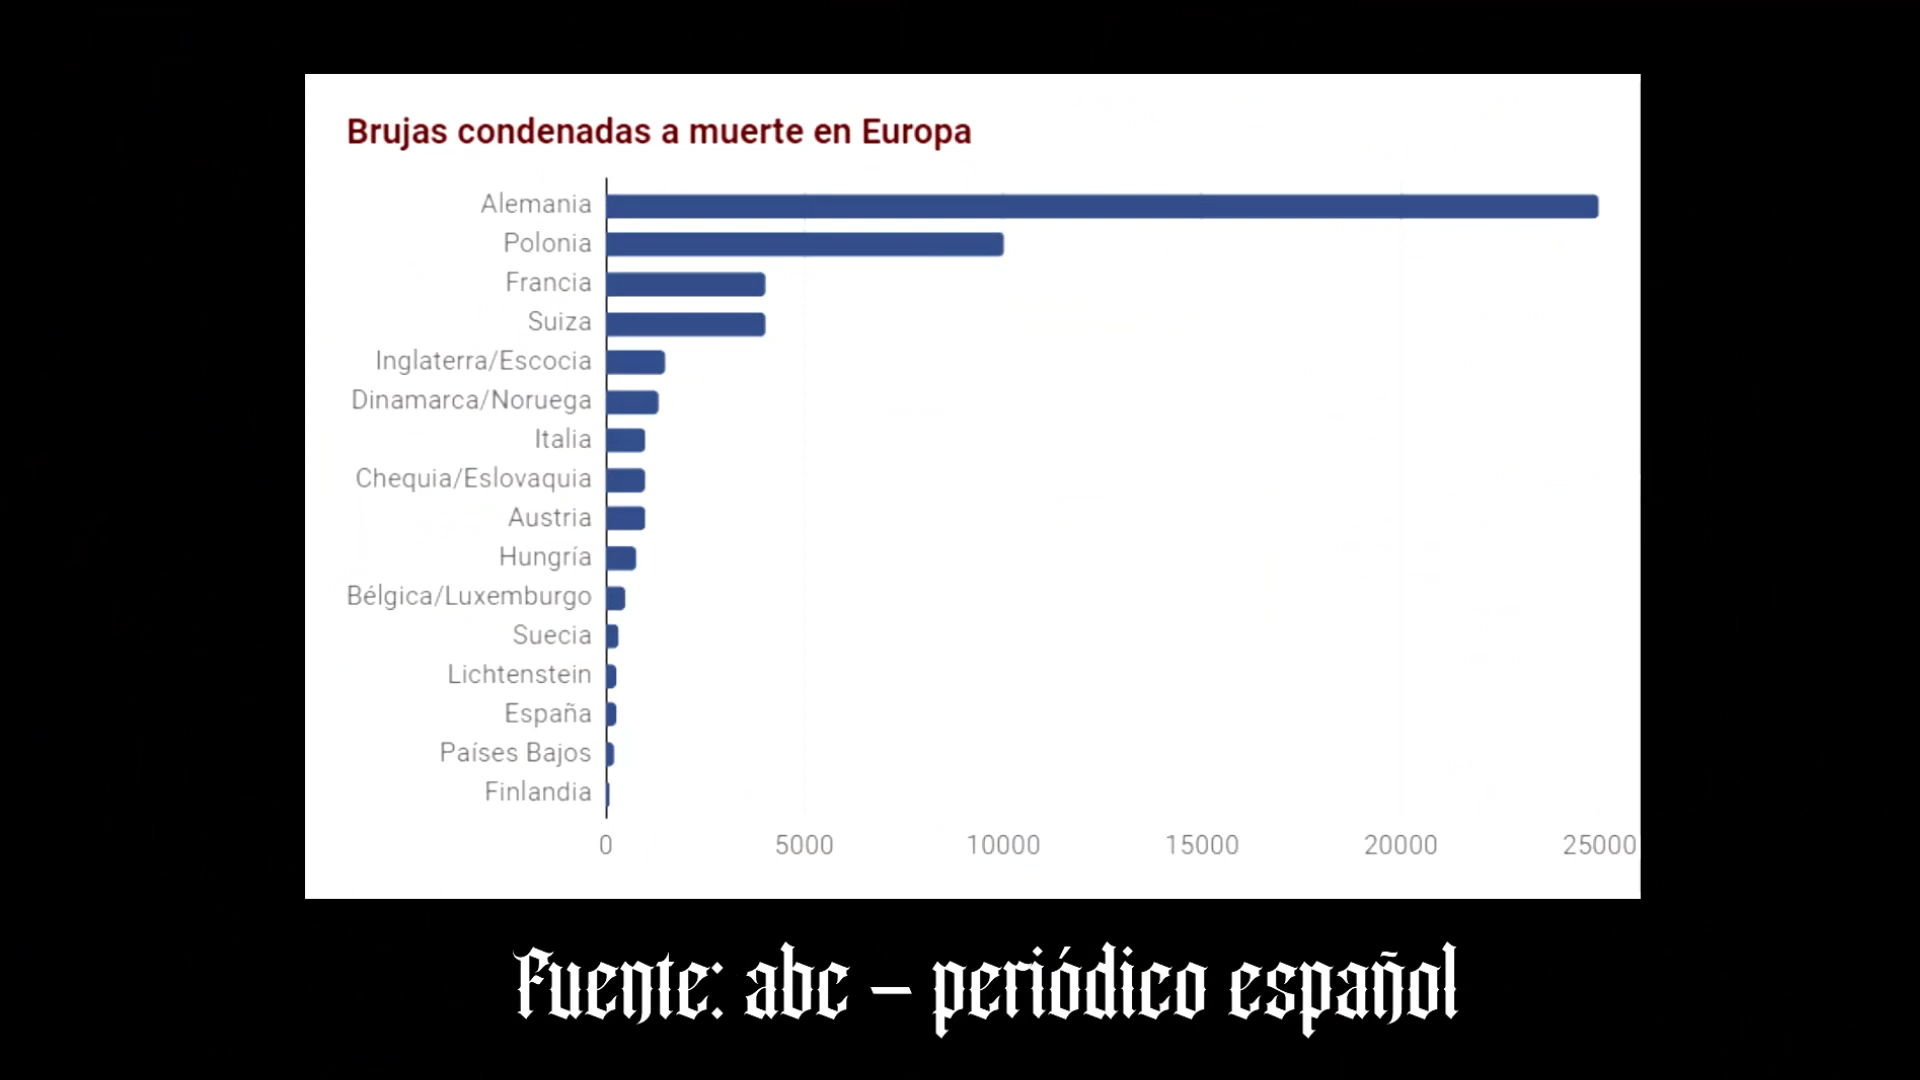 Brujas condenadas a muerte en Europa
Alemania
Polonia
Francia
Suiza
Inglaterra/Escocia
Dinamarca/Noruega
Italia
Chequia/Eslovaquia
Austria
Hungría
Bélgica/Luxemburgo
Suecia
Lichtenstein
España
Países Bajos
Finlandia
0 5000 10000 15000 20000 25000
Fuente: abc – periódico español